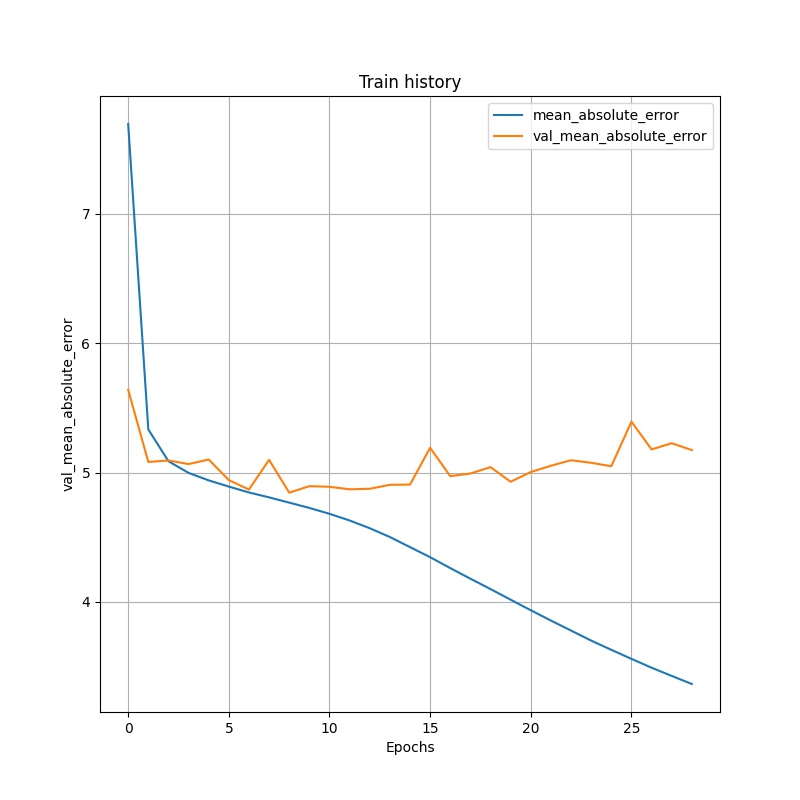 Train history
mean_absolute_error
val_mean_absolute_error
val_mean_absolute_error
7
6
5
4
0 5 10 15 20 25
Epochs